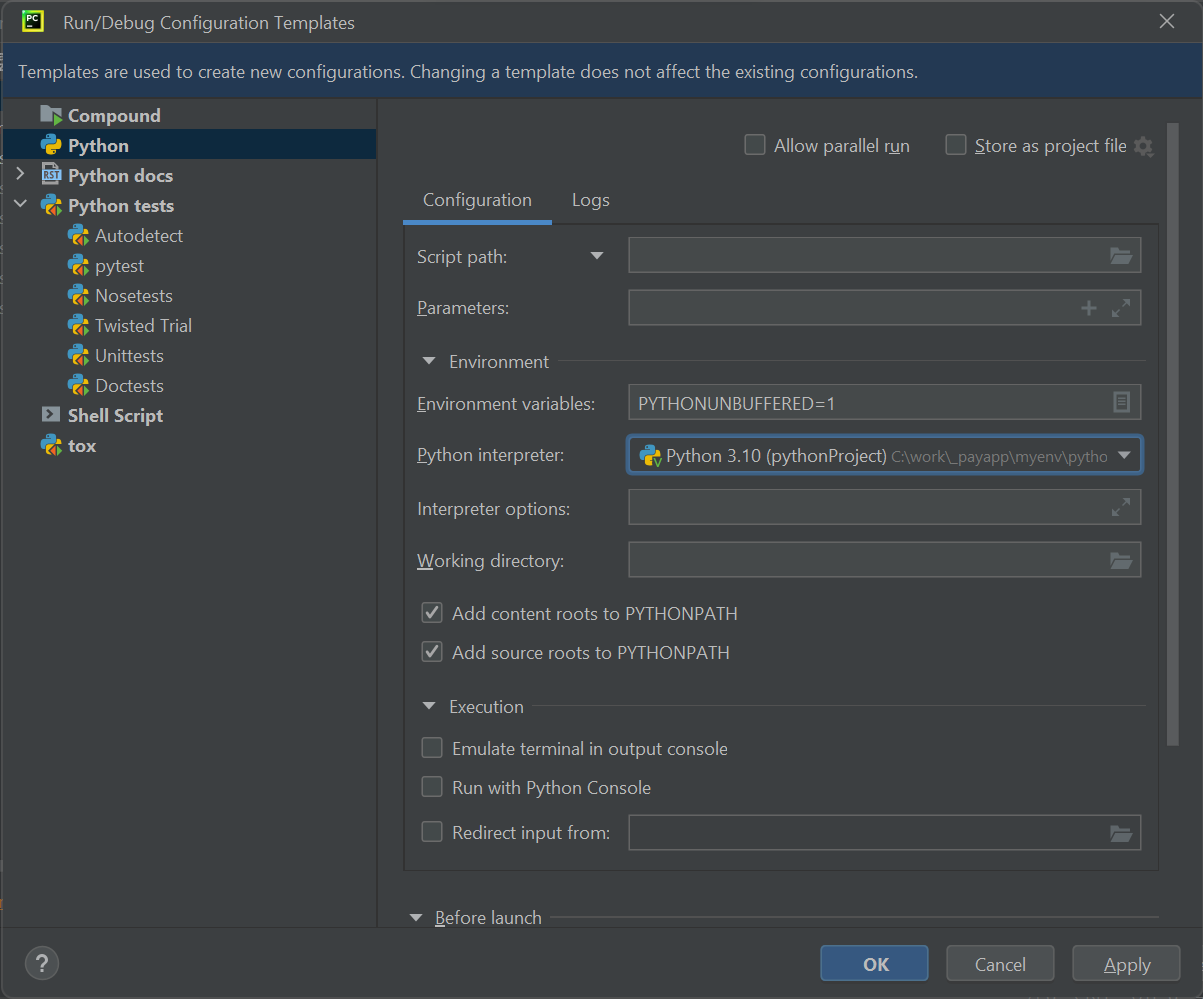 Run/Debug Configuration Templates
Templates are used to create new configurations. Changing a template does not affect the existing configurations.
Compound
Python
Python docs
Python tests
Autodetect
pytest
Nosetests
Twisted Trial
Unittests
Doctests
Shell Script
tox
Allow parallel run
Store as project file
Configuration
Logs
Script path:
Parameters:
Environment
Environment variables:
PYTHONUNBUFFERED=1
Python interpreter:
Python 3.10 (pythonProject) C:\work\_payapp\myenv\pytho
Interpreter options:
Working directory:
Add content roots to PYTHONPATH
Add source roots to PYTHONPATH
Execution
Emulate terminal in output console
Run with Python Console
Redirect input from:
Before launch
?
OK
Cancel
Apply